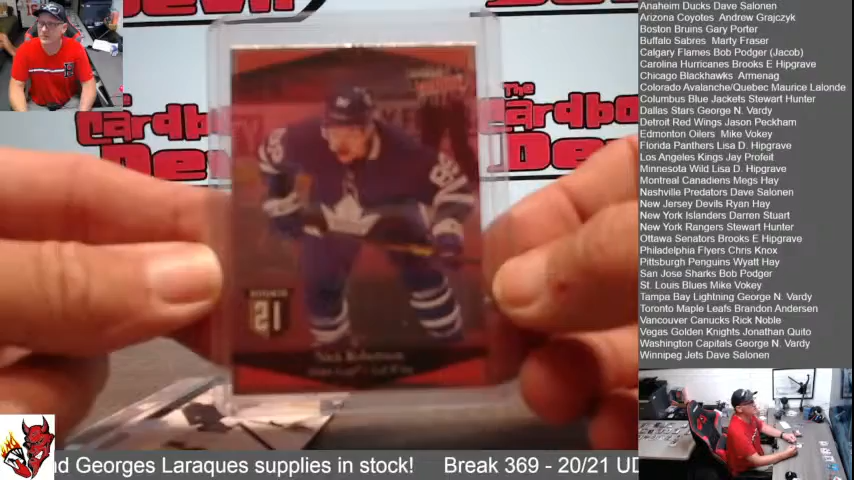 Anaheim Ducks Dave Salonen
Arizona Coyotes Andrew Grajczyk
Boston Bruins Gary Porter
Buffalo Sabres Marty Fraser
Calgary Flames Bob Podger (Jacob)
Carolina Hurricanes Brooks E Hipgrave
Chicago Blackhawks Armenag
Colorado Avalanche/Quebec Maurice Lalonde
Columbus Blue Jackets Stewart Hunter
Dallas Stars George N. Vardy
Detroit Red Wings Jason Peckham
Edmonton Oilers Mike Vokey
Florida Panthers Lisa D. Hipgrave
Los Angeles Kings Jay Profeit
Minnesota Wild Lisa D. Hipgrave
Montreal Canadiens Megs Hay
Nashville Predators Dave Salonen
New Jersey Devils Ryan Hay
New York Islanders Darren Stuart
New York Rangers Stewart Hunter
Ottawa Senators Brooks E Hipgrave
Philadelphia Flyers Chris Knox
Pittsburgh Penguins Wyatt Hay
San Jose Sharks Bob Podger
St. Louis Blues Mike Vokey
Tampa Bay Lightning George N. Vardy
Toronto Maple Leafs Brandon Andersen
Vancouver Canucks Rick Noble
Vegas Golden Knights Jonathan Quito
Washington Capitals George N. Vardy
Winnipeg Jets Dave Salonen
The
Cardbo
Devil
The
Cardb
Dev
21
Nick Robertson
nd Georges Laraques supplies in stock! Break 369 - 20/21 UD